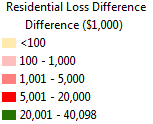 Residential Loss Difference
Difference ($1,000)
<100
100 - 1,000
1,001 - 5,000
5,001 - 20,000
20,001 - 40,098